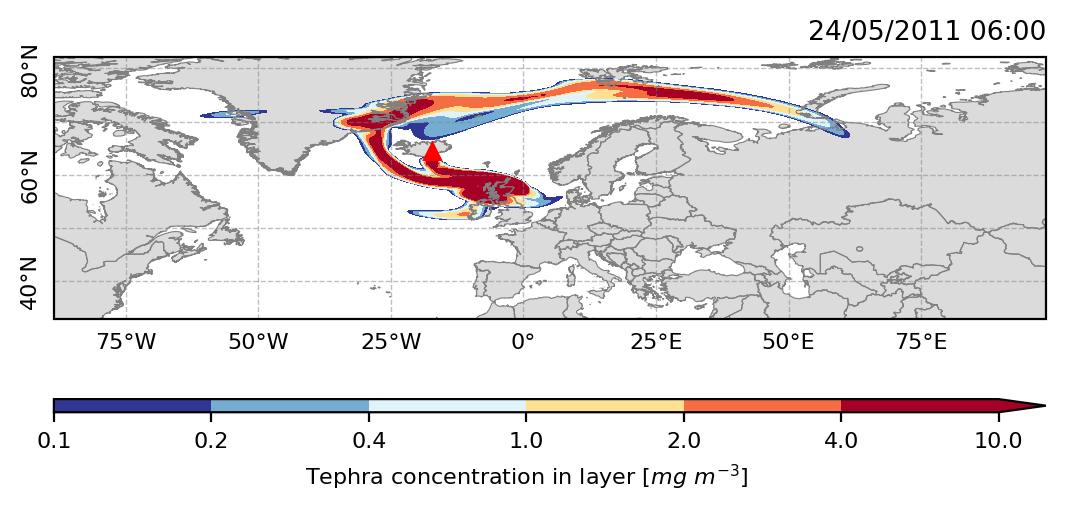 24/05/2011 06:00
80°N
60°N
40°N
75°W 50°W 25°W 0° 25°E 50°E 75°E
0.1 0.2 0.4 1.0 2.0 4.0 10.0
Tephra concentration in layer [mg m⁻³]